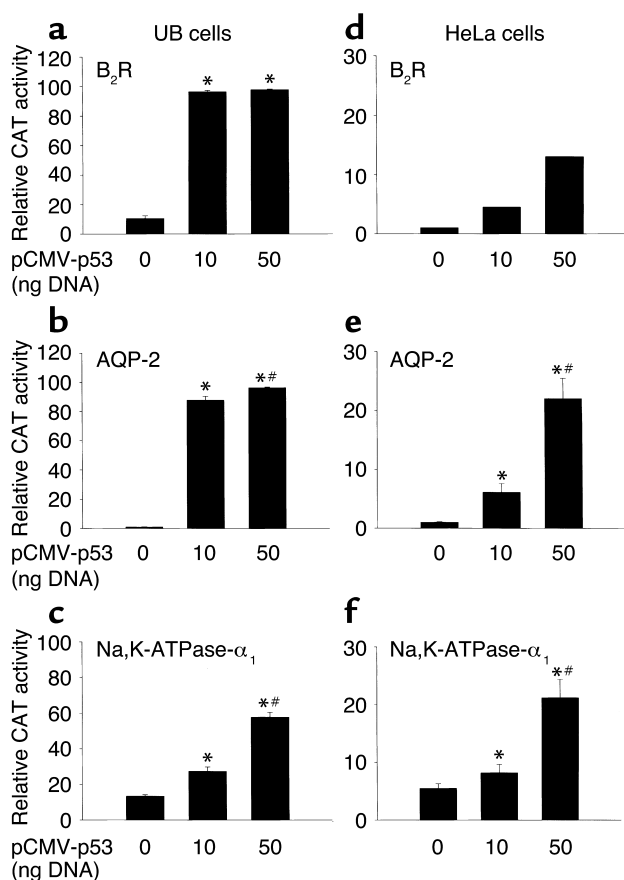 a
UB cells
B2R
Relative CAT activity
120
100
80
60
40
20
0
* *
pCMV-p53 0 10 50
(ng DNA)
d
HeLa cells
B2R
30
20
10
0
0 10 50
b
AQP-2
Relative CAT activity
120
100
80
60
40
20
0
* *#
pCMV-p53 0 10 50
(ng DNA)
e
AQP-2
30
20
10
0
* *#
0 10 50
c
Na,K-ATPase-α1
Relative CAT activity
100
80
60
40
20
0
* *#
pCMV-p53 0 10 50
(ng DNA)
f
Na,K-ATPase-α1
30
20
10
0
* *#
0 10 50